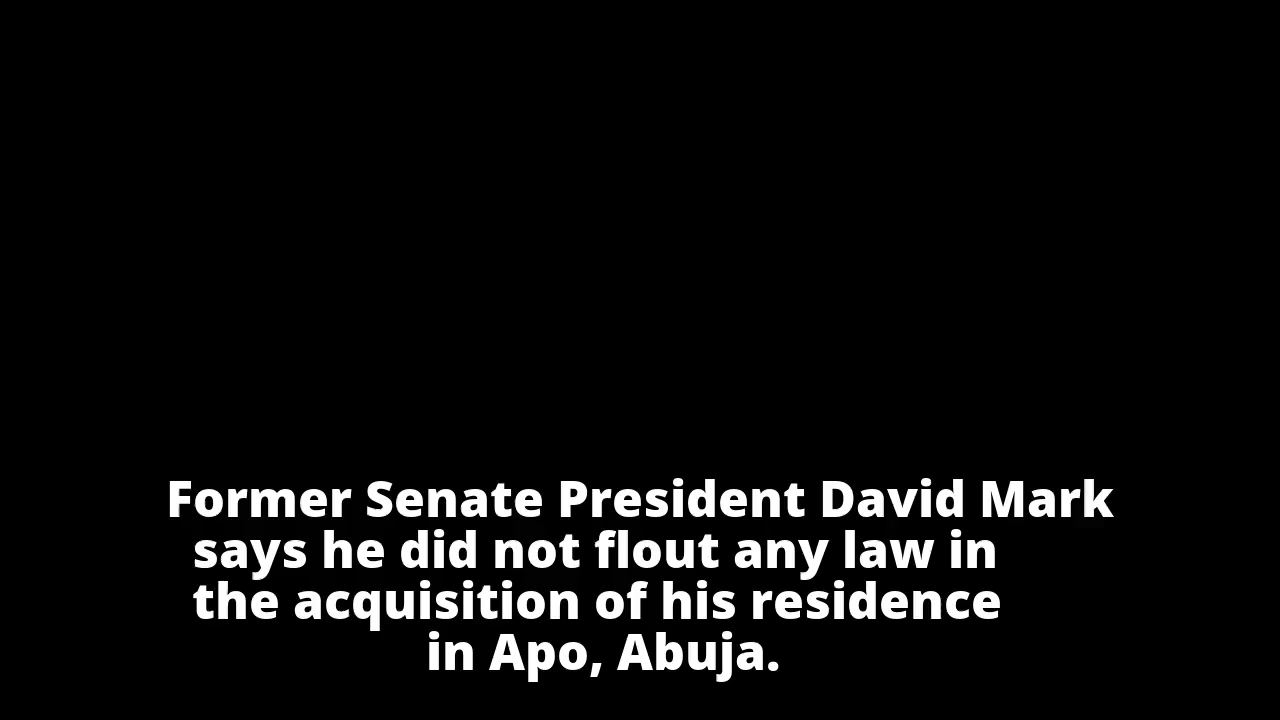 Former Senate President David Mark
says he did not flout any law in
the acquisition of his residence
in Apo, Abuja.